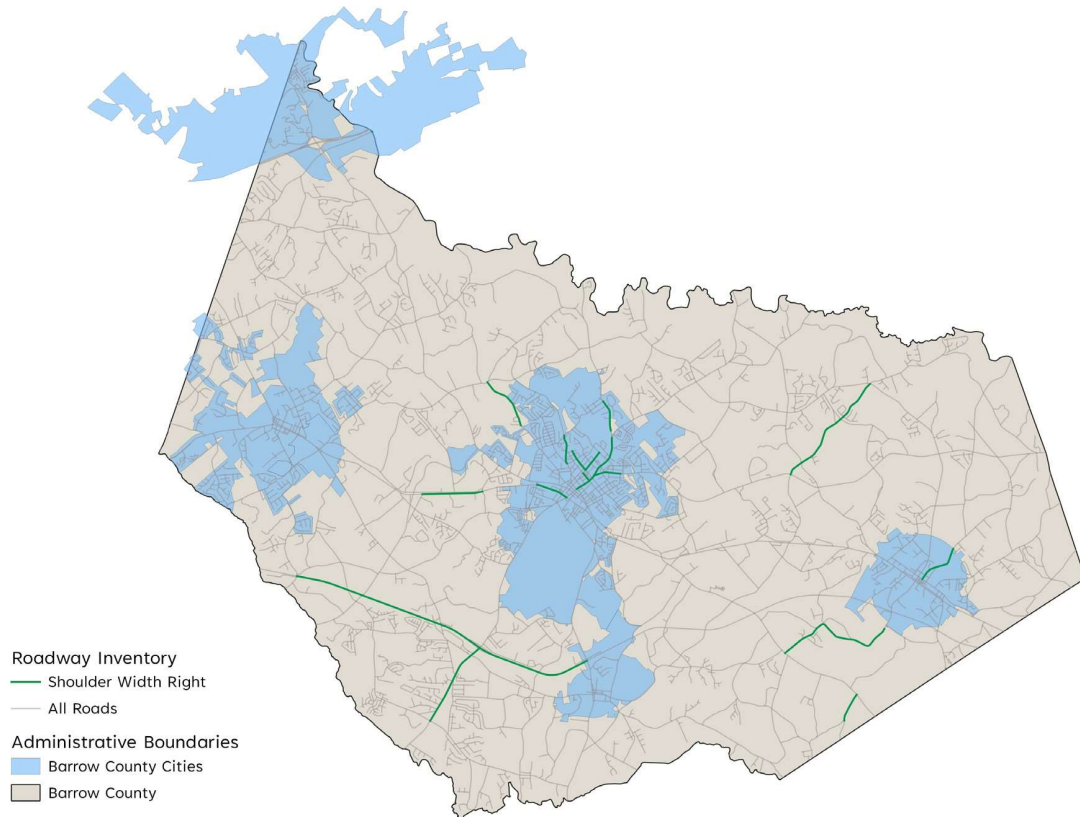 Roadway Inventory
Shoulder Width Right
All Roads
Administrative Boundaries
Barrow County Cities
Barrow County